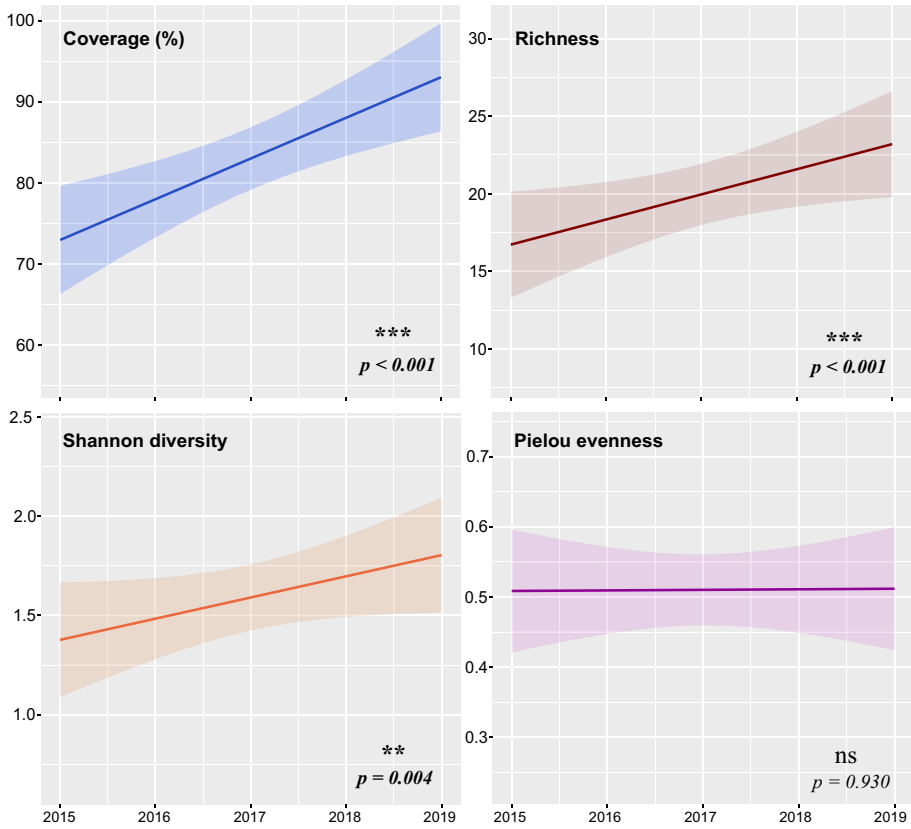 Coverage (%)
100
90
80
70
60
***
p < 0.001
Richness
30
25
20
15
10
***
p < 0.001
Shannon diversity
2.5
2.0
1.5
1.0
**
p = 0.004
2015 2016 2017 2018 2019
Pielou evenness
0.7
0.6
0.5
0.4
0.3
ns
p = 0.930
2015 2016 2017 2018 2019